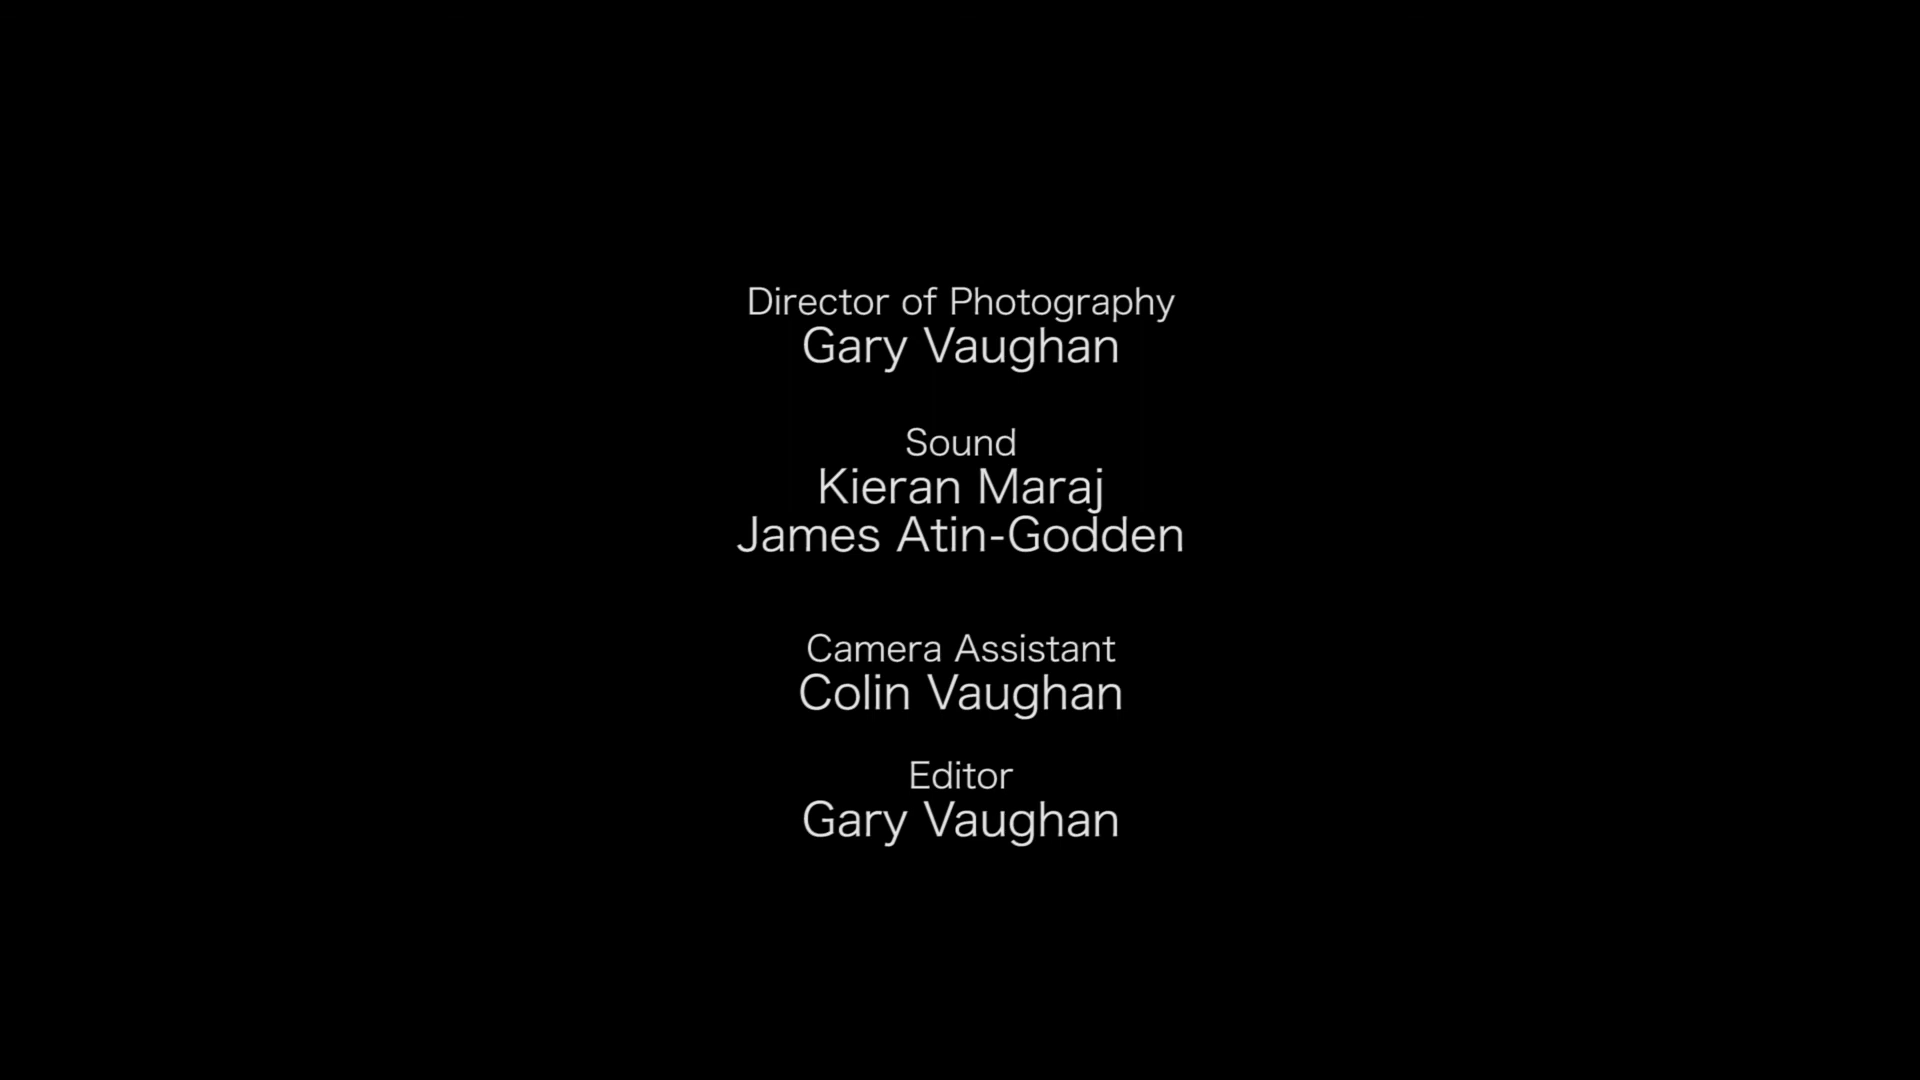 Director of Photography
Gary Vaughan
Sound
Kieran Maraj
James Atin-Godden
Camera Assistant
Colin Vaughan
Editor
Gary Vaughan